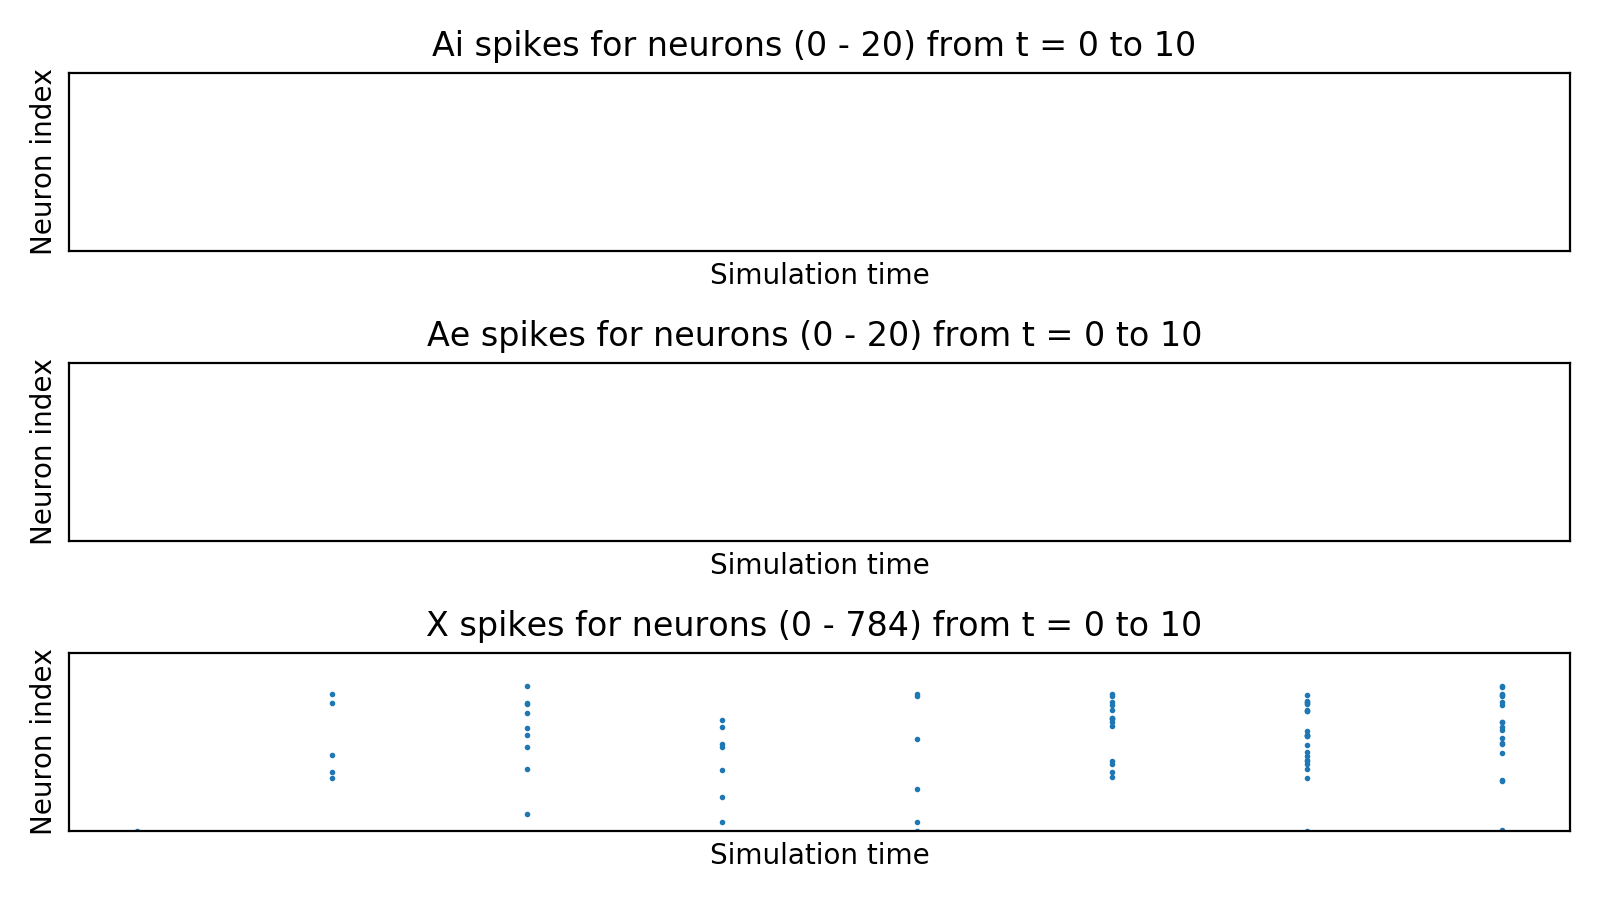 Ai spikes for neurons (0 - 20) from t = 0 to 10
Neuron index
Simulation time
Ae spikes for neurons (0 - 20) from t = 0 to 10
Neuron index
Simulation time
X spikes for neurons (0 - 784) from t = 0 to 10
Neuron index
Simulation time